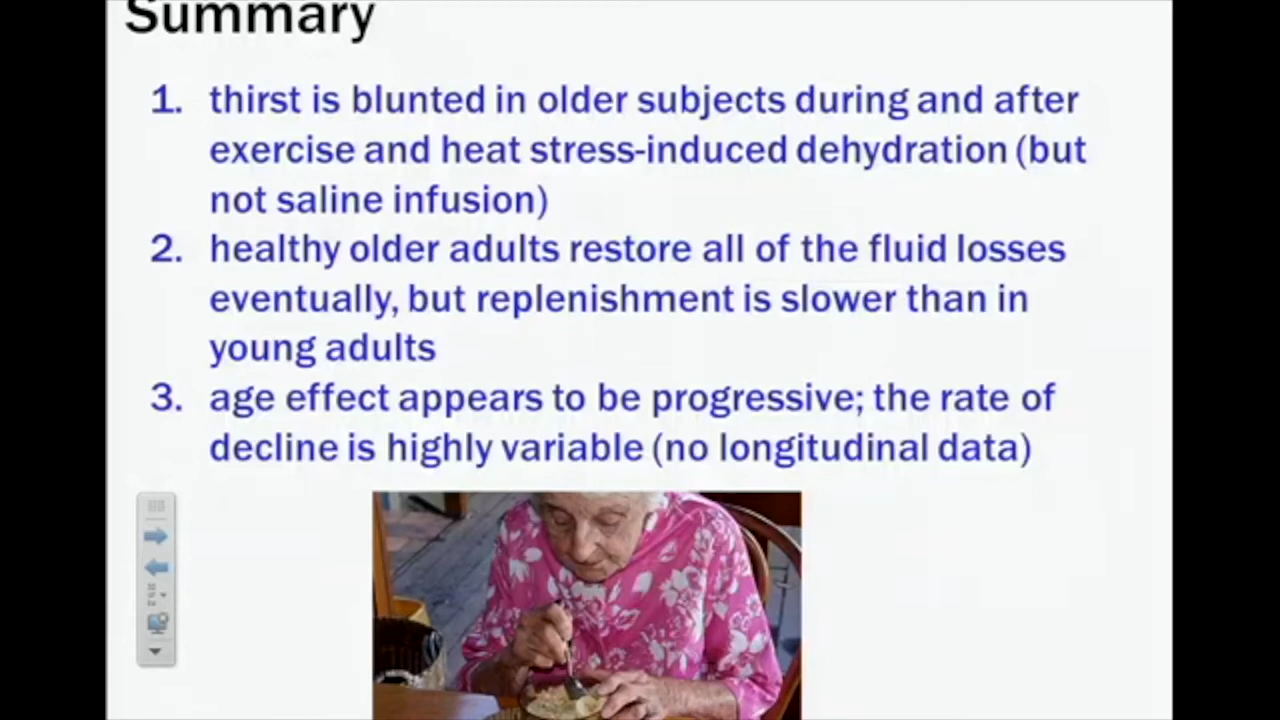 Summary
1. thirst is blunted in older subjects during and after
exercise and heat stress-induced dehydration (but
not saline infusion)
2. healthy older adults restore all of the fluid losses
eventually, but replenishment is slower than in
young adults
3. age effect appears to be progressive; the rate of
decline is highly variable (no longitudinal data)